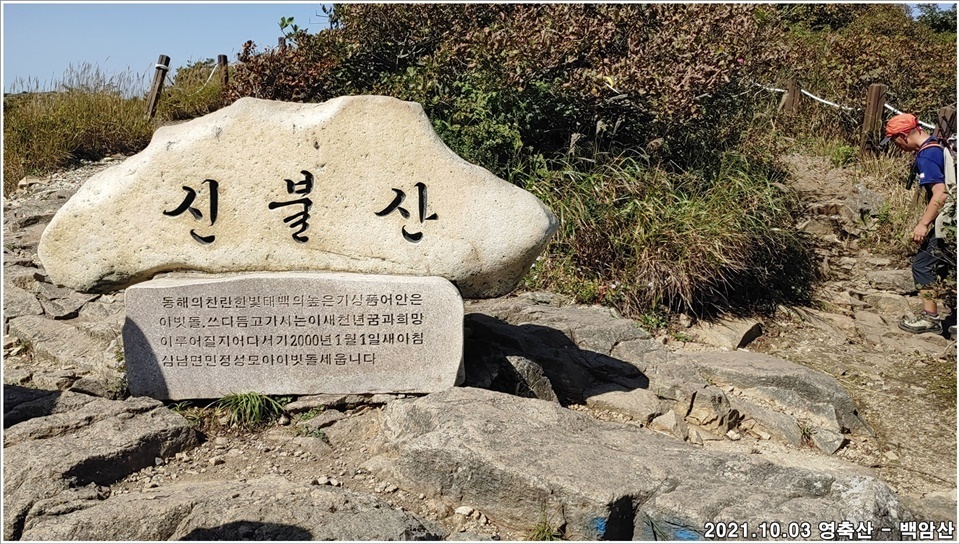 신불산
동해의찬란한빛태백의높은기상품어안은
이빗돌.쓰다듬고가서는이새천년꿈과희망
이루어질지어다서기2000년1월1일새아침
삼남면민정성모아이빗돌세웁니다
2021.10.03 영축산 - 백암산